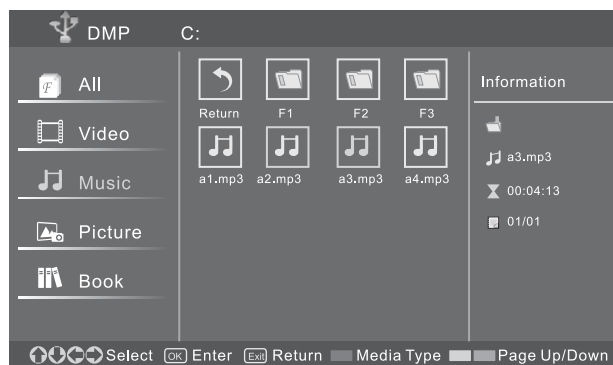 DMP C:
All
Video
Music
Picture
Book
Return F1 F2 F3
a1.mp3 a2.mp3 a3.mp3 a4.mp3
Information
a3.mp3
00:04:13
01/01
Select OK Enter Exit Return Media Type Page Up/Down